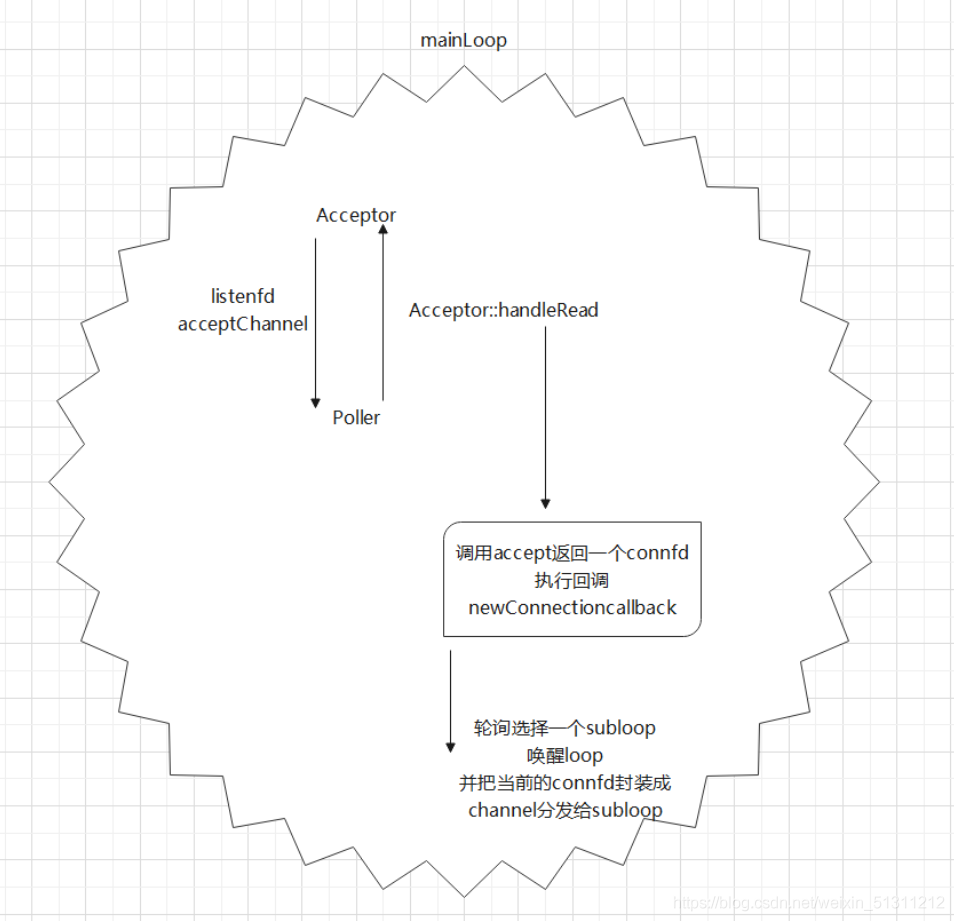 mainLoop
Acceptor
listenfd
acceptChannel
Acceptor::handleRead
Poller
调用accept返回一个connfd
执行回调
newConnectioncallback
轮询选择一个subloop
唤醒loop
并把当前的connfd封装成
channel分发给subloop
https://blog.csdn.net/weixin_51311212